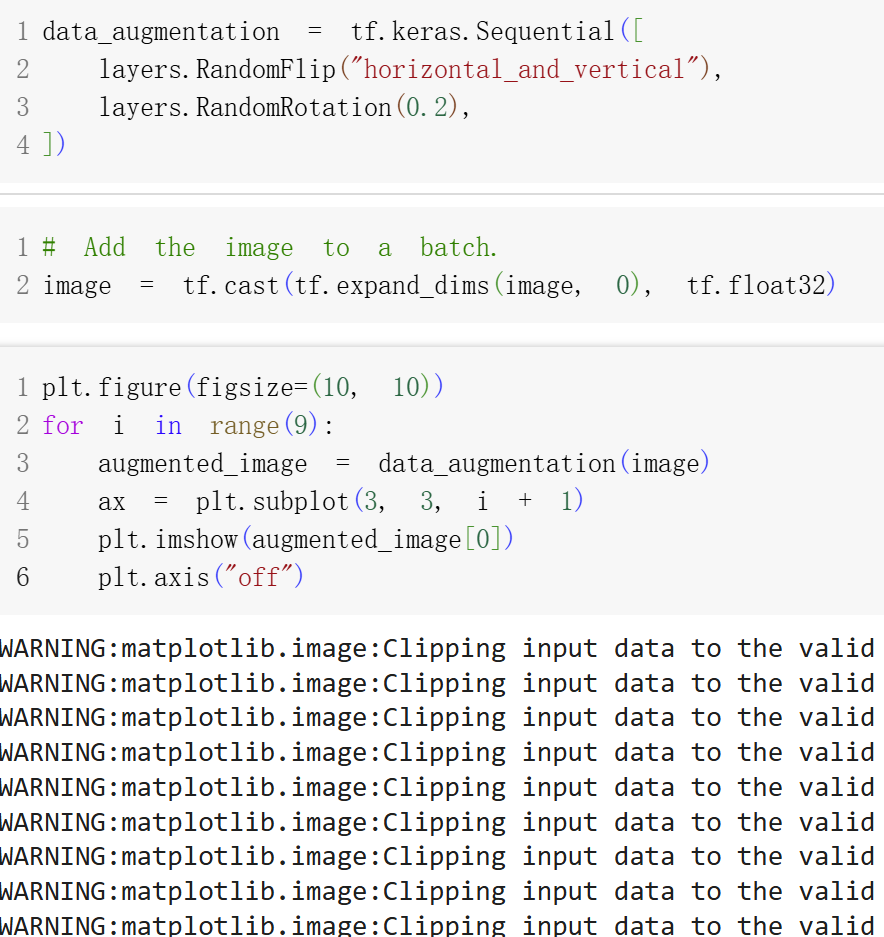 1 data_augmentation = tf.keras.Sequential([
2     layers.RandomFlip("horizontal_and_vertical"),
3     layers.RandomRotation(0.2),
4 ])
1 # Add the image to a batch.
2 image = tf.cast(tf.expand_dims(image, 0), tf.float32)
1 plt.figure(figsize=(10, 10))
2 for i in range(9):
3     augmented_image = data_augmentation(image)
4     ax = plt.subplot(3, 3, i + 1)
5     plt.imshow(augmented_image[0])
6     plt.axis("off")
WARNING:matplotlib.image:Clipping input data to the valid
WARNING:matplotlib.image:Clipping input data to the valid
WARNING:matplotlib.image:Clipping input data to the valid
WARNING:matplotlib.image:Clipping input data to the valid
WARNING:matplotlib.image:Clipping input data to the valid
WARNING:matplotlib.image:Clipping input data to the valid
WARNING:matplotlib.image:Clipping input data to the valid
WARNING:matplotlib.image:Clipping input data to the valid
WARNING:matplotlib.image:Clipping input data to the valid